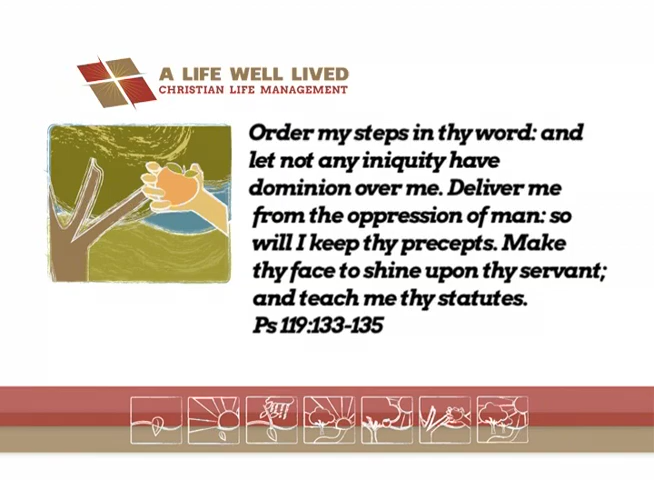 A LIFE WELL LIVED
CHRISTIAN LIFE MANAGEMENT
Order my steps in thy word: and
let not any iniquity have
dominion over me. Deliver me
from the oppression of man: so
will I keep thy precepts. Make
thy face to shine upon thy servant;
and teach me thy statutes.
Ps 119:133-135